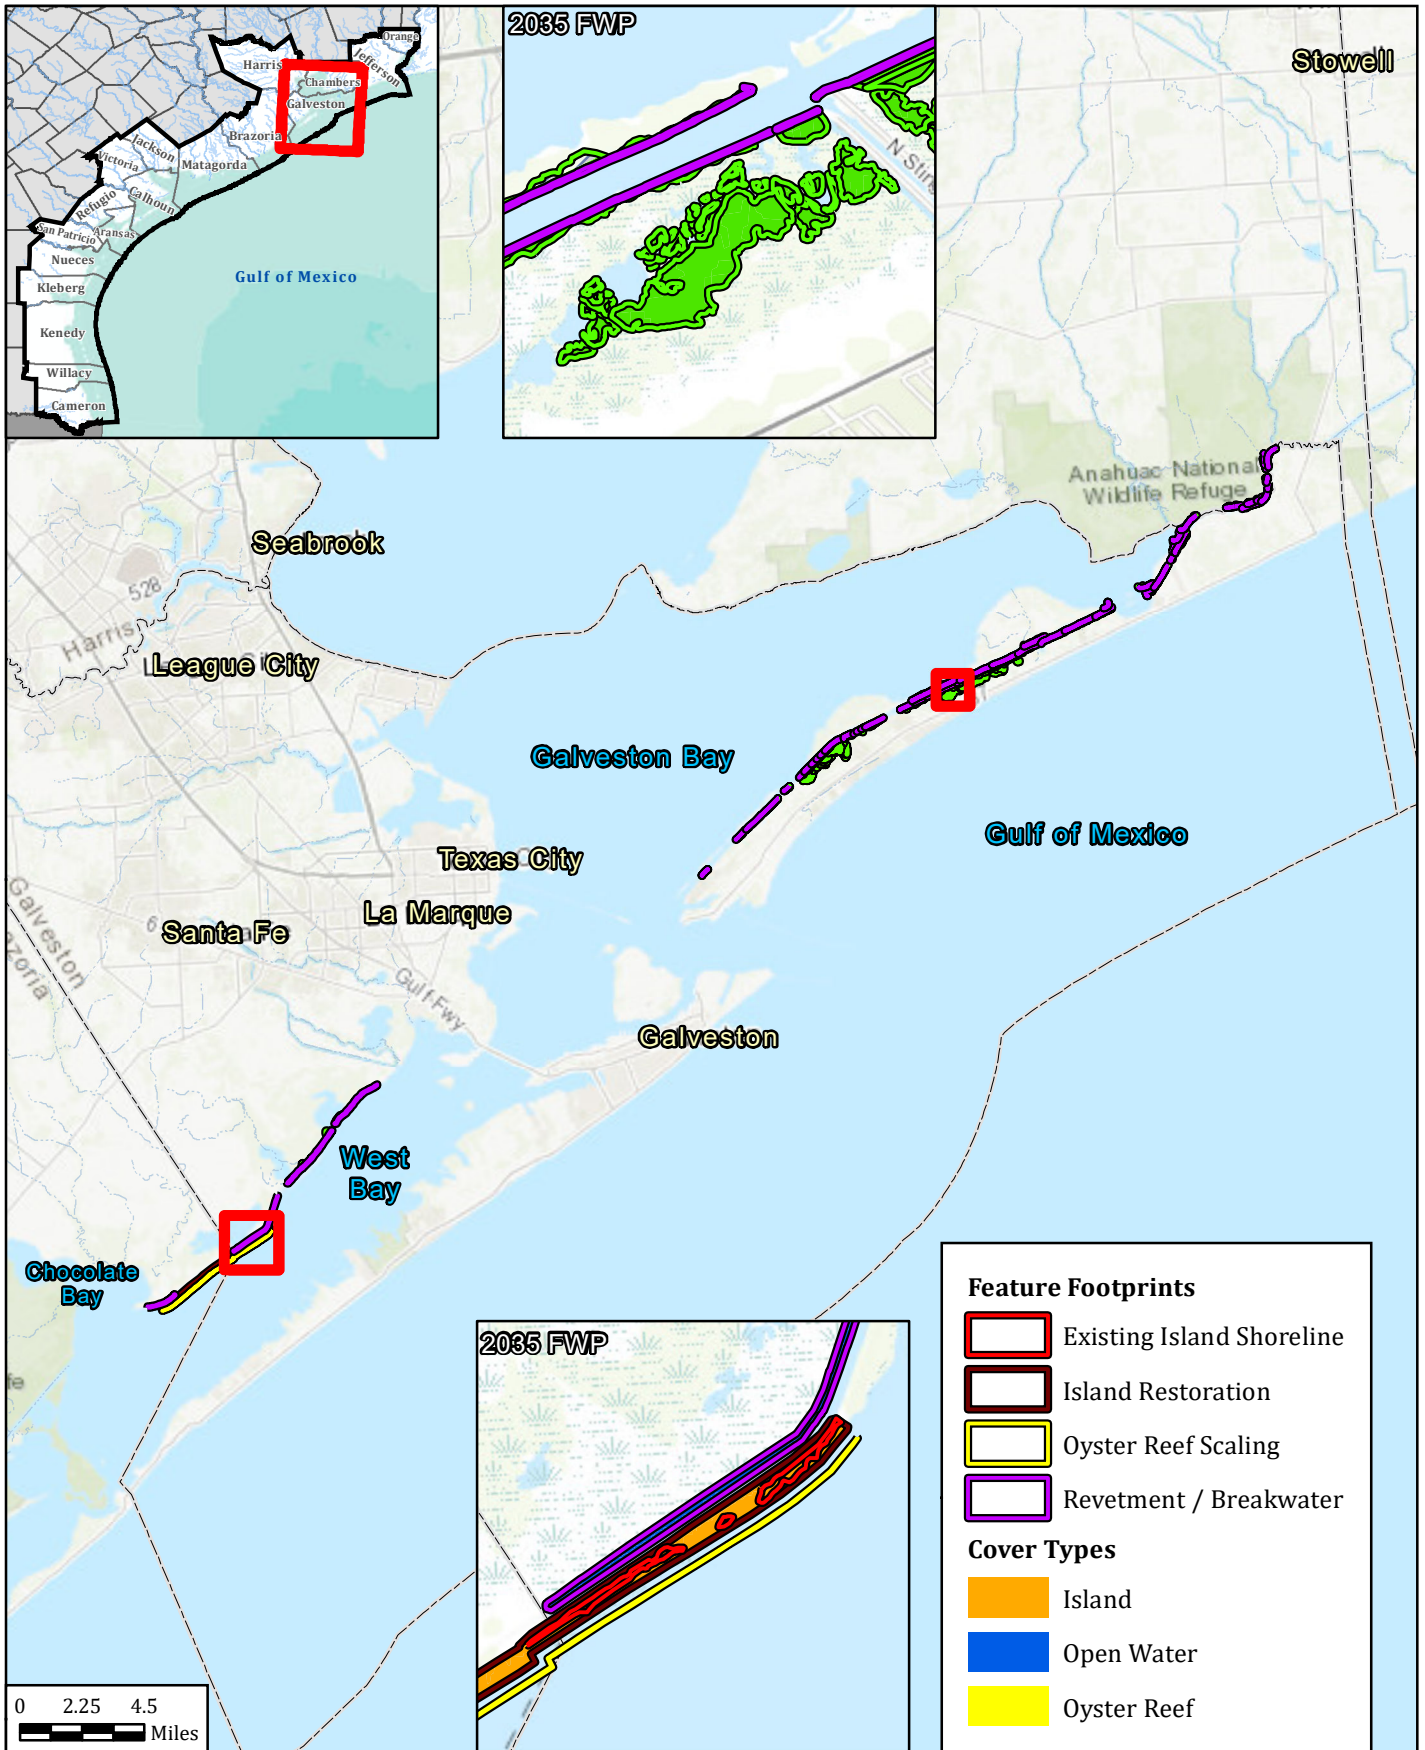 Orange
Jefferson
Harris
Chambers
Galveston
Brazoria
Jackson
Victoria
Matagorda
Calhoun
Refugio
San Patricio
Aransas
Nueces
Kleberg
Kenedy
Willacy
Cameron
Gulf of Mexico
2035 FWP
Stowell
Anahuac National
Wildlife Refuge
Seabrook
528
Harris
League City
Galveston Bay
Gulf of Mexico
Texas City
La Marque
Santa Fe
6
Galveston
Gulf Fwy
Galveston
West
Bay
Chocolate
Bay
2035 FWP
Feature Footprints
Existing Island Shoreline
Island Restoration
Oyster Reef Scaling
Revetment / Breakwater
Cover Types
Island
Open Water
Oyster Reef
0 2.25 4.5
Miles